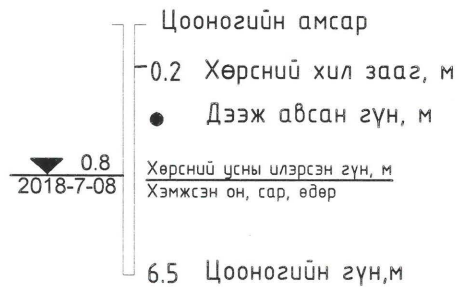 Цооногийн амсар
0.2 Хөрсний хил зааг, м
Дээж авсан гүн, м
0.8 Хөрсний усны илэрсэн гүн, м
2018-7-08 Хэмжсэн он, сар, өдөр
6.5 Цооногийн гүн,м